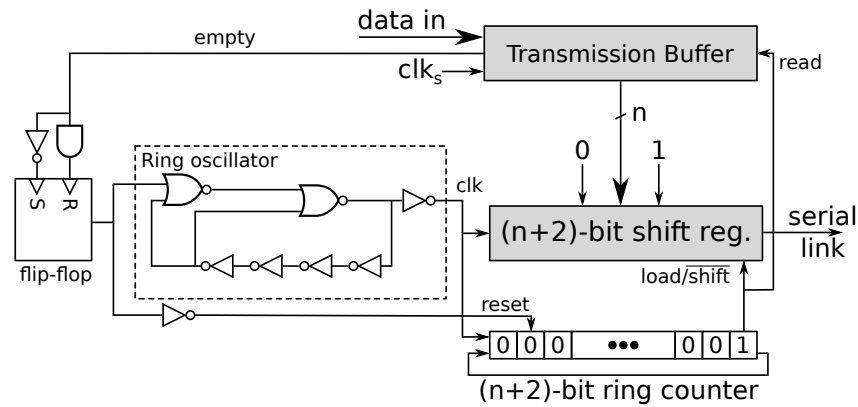 data in
empty
Transmission Buffer
clks
read
n
0
1
Ring oscillator
clk
S
R
(n+2)-bit shift reg.
serial
link
flip-flop
load/shift
reset
0 0 0 ••• 0 0 1
(n+2)-bit ring counter